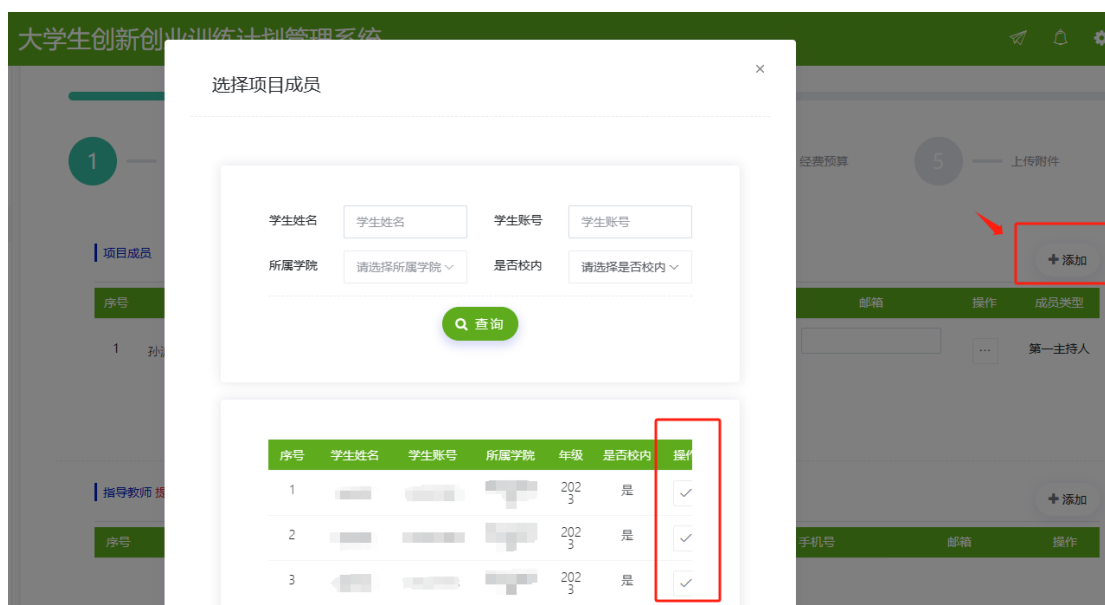 大学生创新创业训练计划管理系统
选择项目成员
×
1
经费预算
5
上传附件
学生姓名 学生姓名 学生账号 学生账号
项目成员
+添加
所属学院 请选择所属学院 是否校内 请选择是否校内
序号 邮箱 操作 成员类型
查询
1 ... 第一主持人
序号 学生姓名 学生账号 所属学院 年级 是否校内 操作
1 2023 是
指导教师
+添加
2 2023 是
序号 手机号 邮箱 操作
3 2023 是